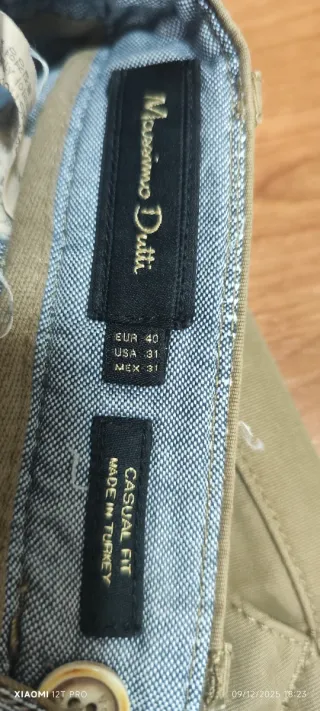 Massimo Dutti
EUR 40
USA 31
MEX 31
CASUAL FIT
MADE IN TURKEY
XIAOMI 12T PRO
09/12/2025 18:23